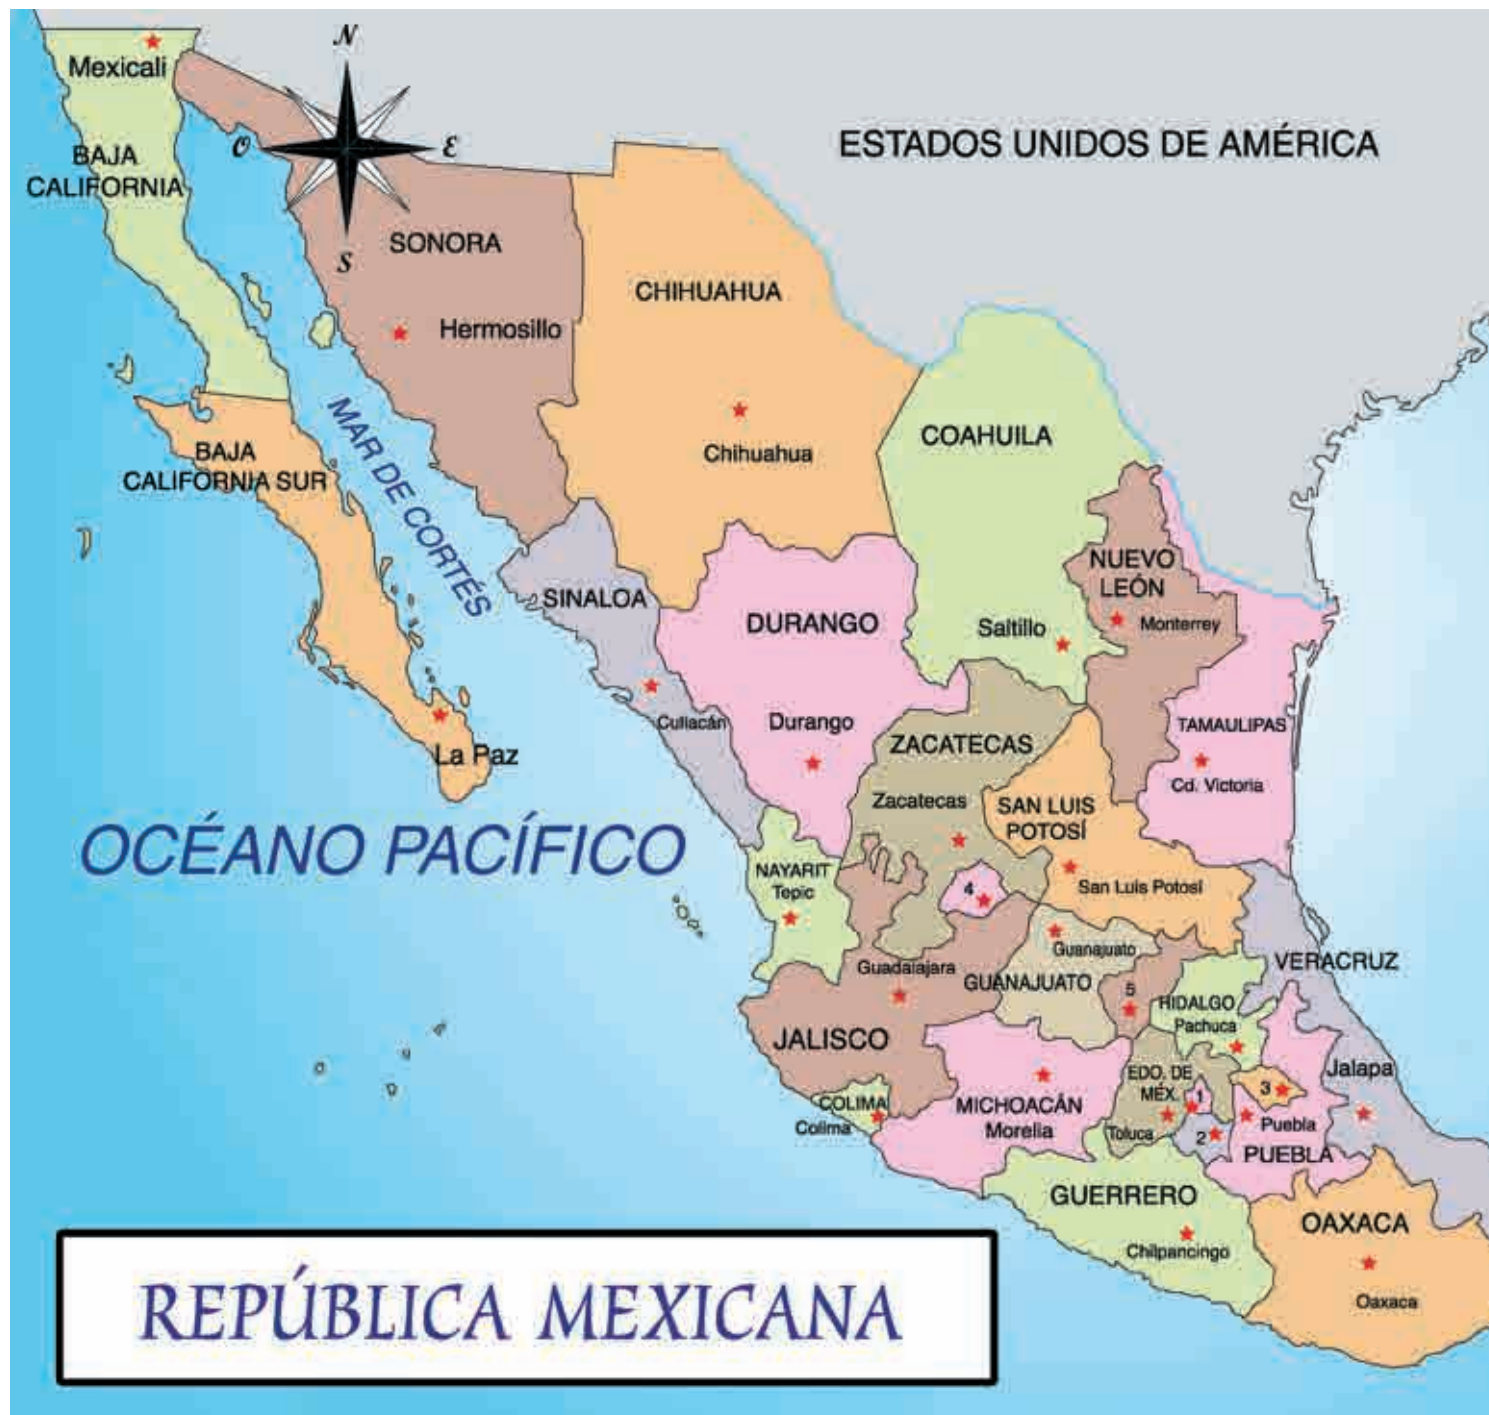 N
Mexicali
ESTADOS UNIDOS DE AMÉRICA
O
E
BAJA
CALIFORNIA
SONORA
S
CHIHUAHUA
Hermosillo
MAR DE CORTÉS
COAHUILA
BAJA
CALIFORNIA SUR
Chihuahua
NUEVO
LEÓN
SINALOA
DURANGO
Saltillo
Monterrey
Culiacán
Durango
TAMAULIPAS
ZACATECAS
La Paz
Cd. Victoria
Zacatecas
SAN LUIS
POTOSÍ
OCÉANO PACÍFICO
NAYARIT
Tepic
4
San Luis Potosí
Guanajuato
VERACRUZ
Guadalajara
GUANAJUATO
5
HIDALGO
Pachuca
JALISCO
EDO. DE
MÉX.
Jalapa
3
1
COLIMA
MICHOACÁN
Colima
Morelia
Toluca
2
Puebla
PUEBLA
GUERRERO
OAXACA
Chilpancingo
Oaxaca
REPÚBLICA MEXICANA